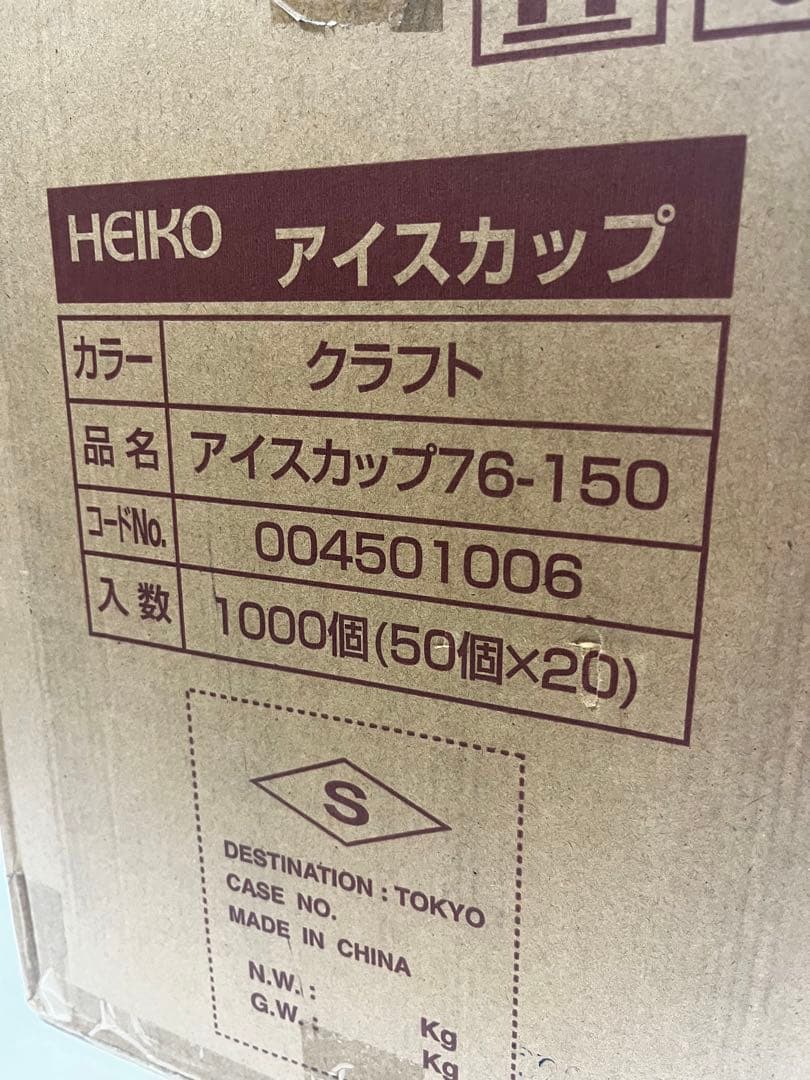 HEIKO アイスカップ
カラー クラフト
品名 アイスカップ76-150
コードNo. 004501006
入数 1000個(50個×20)
S
DESTINATION : TOKYO
CASE NO.
MADE IN CHINA
N.W. : Kg
G.W. : Kg